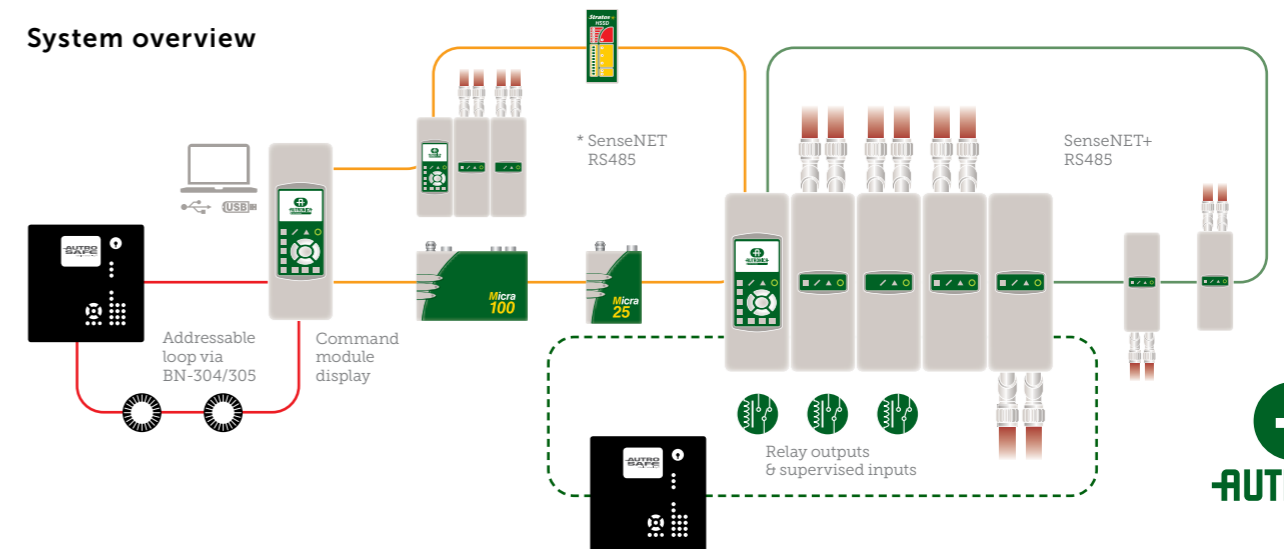 System overview
Stratos
HSSD
* SenseNET
RS485
SenseNET+
RS485
USB
AUTRO
SAFE
Addressable
loop via
BN-304/305
Command
module
display
Micra
100
Micra
25
Relay outputs
& supervised inputs
AUTRO
SAFE